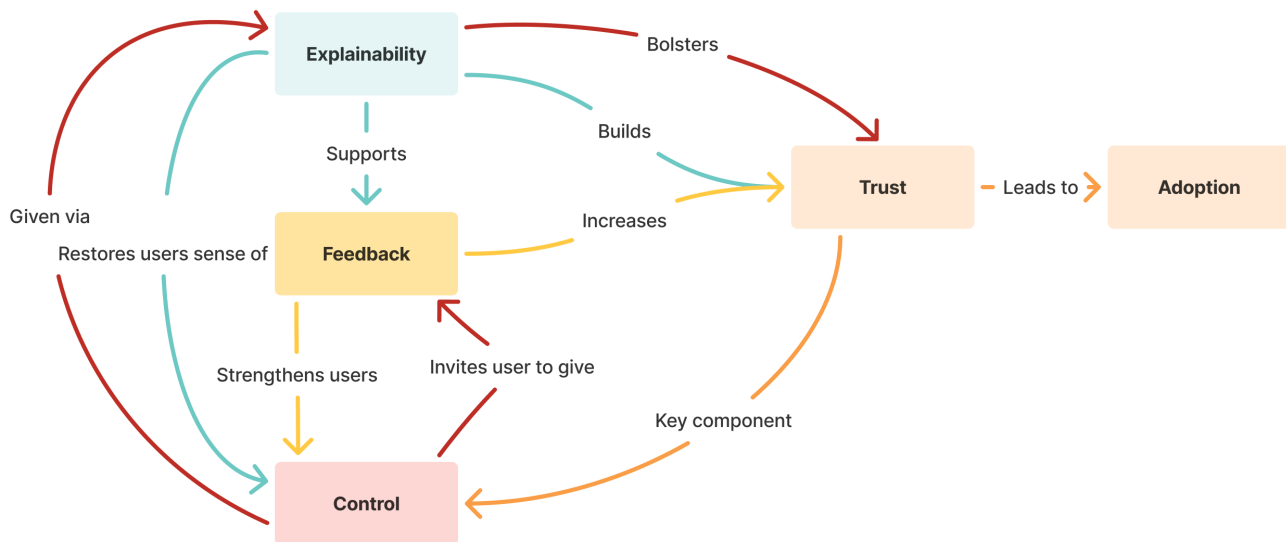 Explainability
Bolsters
Builds
Supports
Trust
Leads to
Adoption
Given via
Increases
Restores users sense of
Feedback
Strengthens users
Invites user to give
Key component
Control